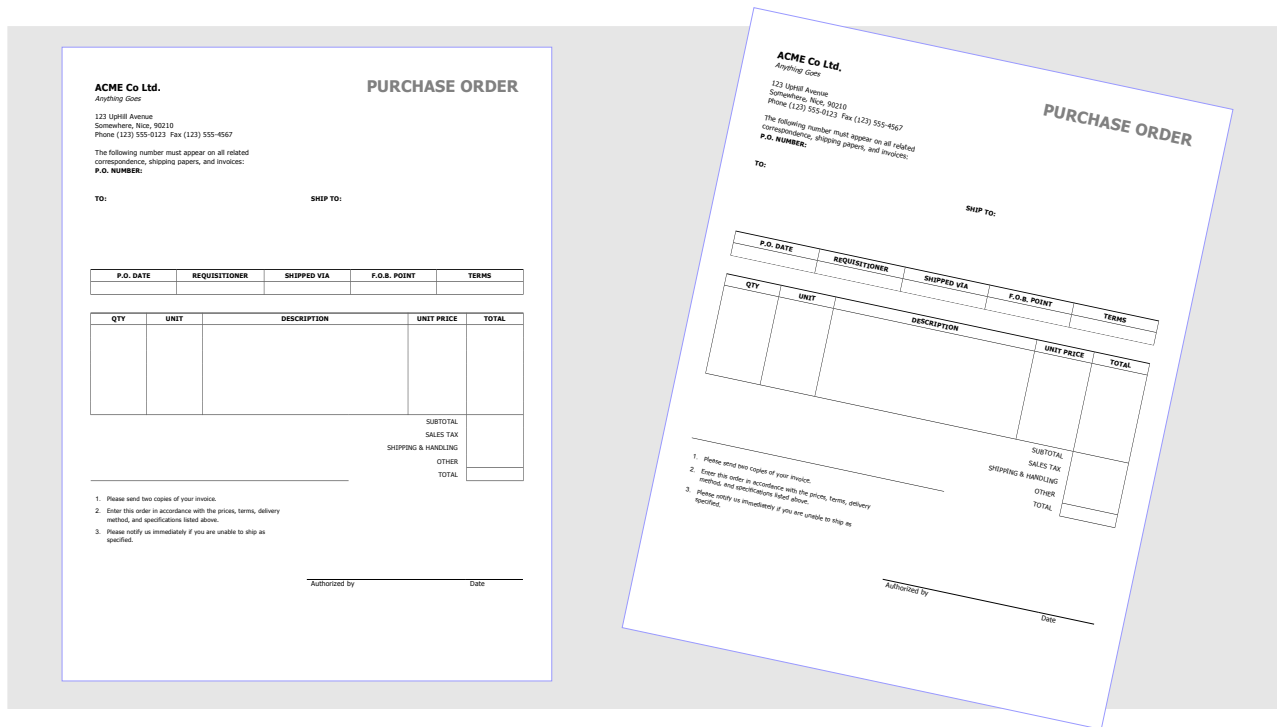 ACME Co Ltd.
PURCHASE ORDER
Anything Goes
123 UpHill Avenue
Somewhere, Nice, 90210
Phone (123) 555-0123 Fax (123) 555-4567
The following number must appear on all related
correspondence, shipping papers, and invoices:
P.O. NUMBER:
TO: SHIP TO:
P.O. DATE REQUISITIONER SHIPPED VIA F.O.B. POINT TERMS
QTY UNIT DESCRIPTION UNIT PRICE TOTAL
SUBTOTAL
SALES TAX
SHIPPING & HANDLING
OTHER
TOTAL
1. Please send two copies of your invoice.
2. Enter this order in accordance with the prices, terms, delivery
method, and specifications listed above.
3. Please notify us immediately if you are unable to ship as
specified.
Authorized by Date
ACME Co Ltd.
PURCHASE ORDER
Anything Goes
123 UpHill Avenue
Somewhere, Nice, 90210
Phone (123) 555-0123 Fax (123) 555-4567
The following number must appear on all related
correspondence, shipping papers, and invoices:
P.O. NUMBER:
TO: SHIP TO:
P.O. DATE REQUISITIONER SHIPPED VIA F.O.B. POINT TERMS
QTY UNIT DESCRIPTION UNIT PRICE TOTAL
SUBTOTAL
SALES TAX
SHIPPING & HANDLING
OTHER
TOTAL
1. Please send two copies of your invoice.
2. Enter this order in accordance with the prices, terms, delivery
method, and specifications listed above.
3. Please notify us immediately if you are unable to ship as
specified.
Authorized by Date